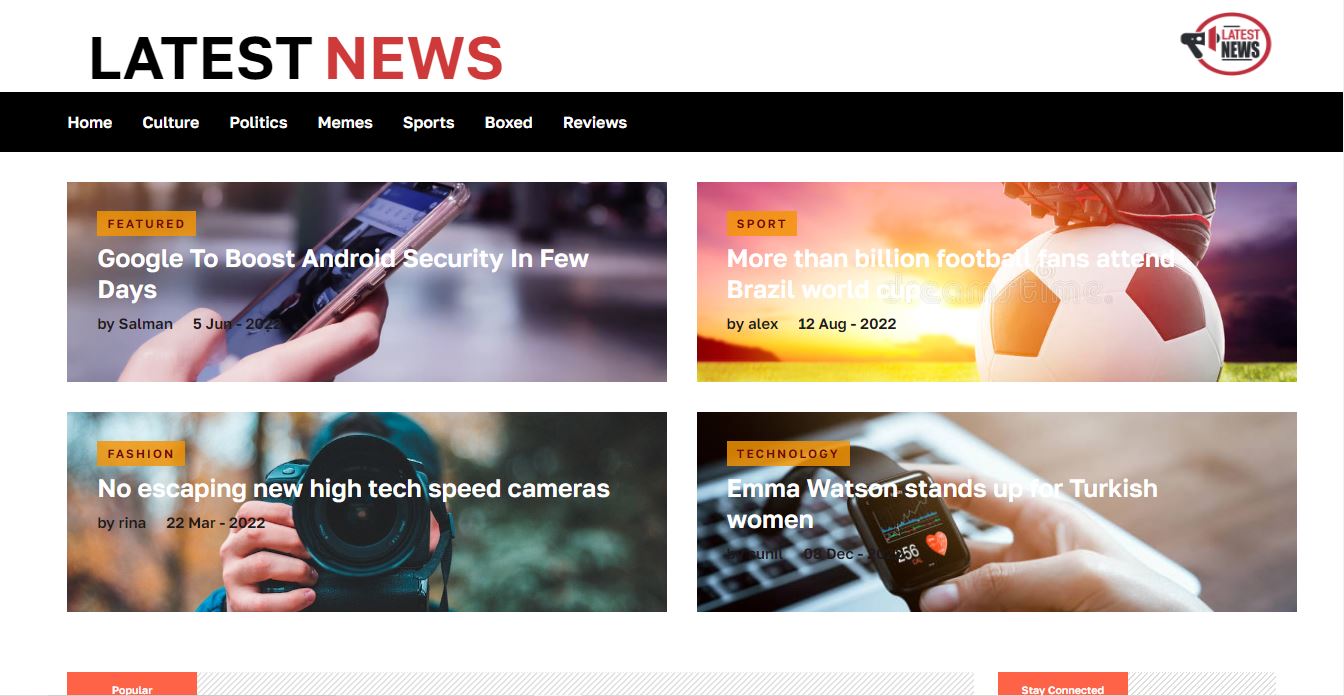 LATEST NEWS
LATEST
NEWS
Home Culture Politics Memes Sports Boxed Reviews
FEATURED
Google To Boost Android Security In Few
Days
by Salman 5 Jun - 2022
SPORT
More than billion football fans attend
Brazil world cup
dreamstime.
by alex 12 Aug - 2022
FASHION
No escaping new high tech speed cameras
by rina 22 Mar - 2022
TECHNOLOGY
Emma Watson stands up for Turkish
women
by sunil 08 Dec -
256
CAL
Popular
Stay Connected